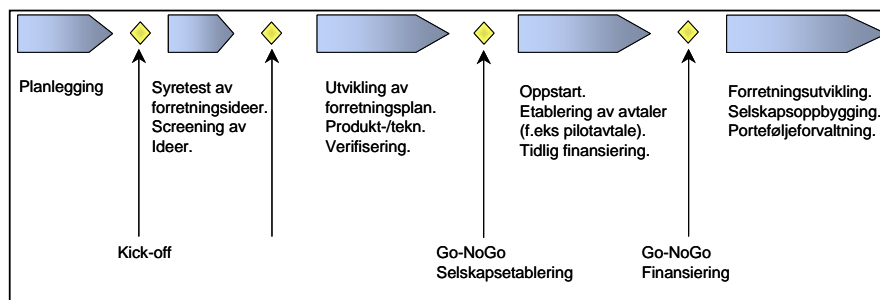 Planlegging
Syretest av
forretningsideer.
Screening av
Ideer.
Utvikling av
forretningsplan.
Produkt-/tekn.
Verifisering.
Oppstart.
Etablering av avtaler
(f.eks pilotavtale).
Tidlig finansiering.
Forretningsutvikling.
Selskapsoppbygging.
Porteføljeforvaltning.
Kick-off
Go-NoGo
Selskapsetablering
Go-NoGo
Finansiering